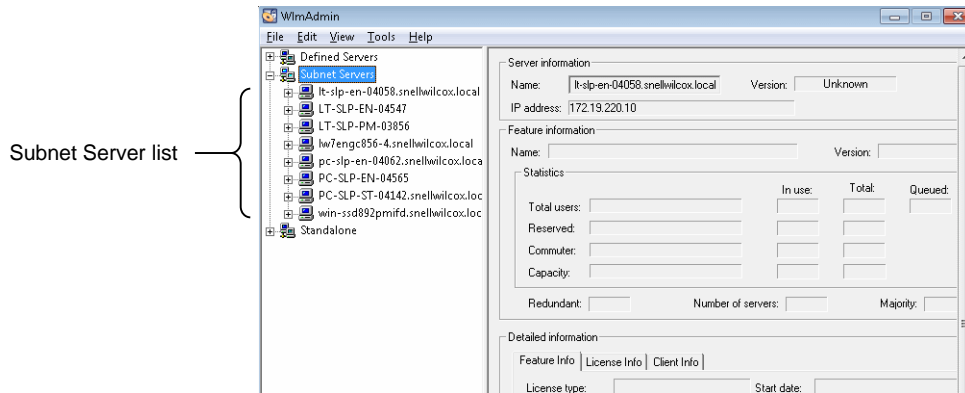 WlmAdmin
File Edit View Tools Help
Defined Servers
Subnet Servers
lt-slp-en-04058.snellwilcox.local
LT-SLP-EN-04547
LT-SLP-PM-03856
lw7engc856-4.snellwilcox.local
pc-slp-en-04062.snellwilcox.loca
PC-SLP-EN-04565
PC-SLP-ST-04142.snellwilcox.loc
win-ssd892pmifd.snellwilcox.loc
Standalone
Subnet Server list
Server information
Name: lt-slp-en-04058.snellwilcox.local Version: Unknown
IP address: 172.19.220.10
Feature information
Name: Version:
Statistics
In use: Total: Queued:
Total users:
Reserved:
Commuter:
Capacity:
Redundant: Number of servers: Majority:
Detailed information
Feature Info License Info Client Info
License type: Start date: